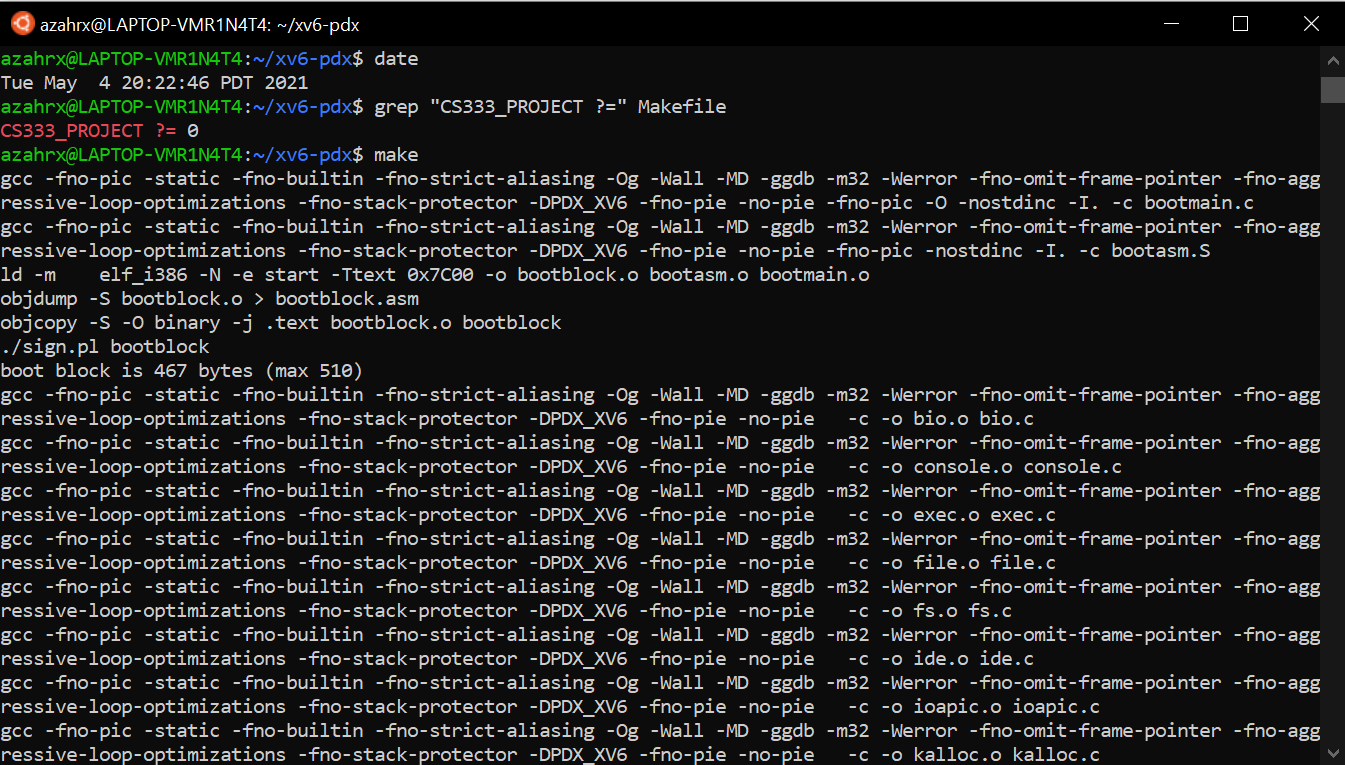 azahrx@LAPTOP-VMR1N4T4: ~/xv6-pdx
azahrx@LAPTOP-VMR1N4T4:~/xv6-pdx$ date
Tue May  4 20:22:46 PDT 2021
azahrx@LAPTOP-VMR1N4T4:~/xv6-pdx$ grep "CS333_PROJECT ?=" Makefile
CS333_PROJECT ?= 0
azahrx@LAPTOP-VMR1N4T4:~/xv6-pdx$ make
gcc -fno-pic -static -fno-builtin -fno-strict-aliasing -Og -Wall -MD -ggdb -m32 -Werror -fno-omit-frame-pointer -fno-agg
ressive-loop-optimizations -fno-stack-protector -DPDX_XV6 -fno-pie -no-pie -fno-pic -O -nostdinc -I. -c bootmain.c
gcc -fno-pic -static -fno-builtin -fno-strict-aliasing -Og -Wall -MD -ggdb -m32 -Werror -fno-omit-frame-pointer -fno-agg
ressive-loop-optimizations -fno-stack-protector -DPDX_XV6 -fno-pie -no-pie -fno-pic -nostdinc -I. -c bootasm.S
ld -m    elf_i386 -N -e start -Ttext 0x7C00 -o bootblock.o bootasm.o bootmain.o
objdump -S bootblock.o > bootblock.asm
objcopy -S -O binary -j .text bootblock.o bootblock
./sign.pl bootblock
boot block is 467 bytes (max 510)
gcc -fno-pic -static -fno-builtin -fno-strict-aliasing -Og -Wall -MD -ggdb -m32 -Werror -fno-omit-frame-pointer -fno-agg
ressive-loop-optimizations -fno-stack-protector -DPDX_XV6 -fno-pie -no-pie   -c -o bio.o bio.c
gcc -fno-pic -static -fno-builtin -fno-strict-aliasing -Og -Wall -MD -ggdb -m32 -Werror -fno-omit-frame-pointer -fno-agg
ressive-loop-optimizations -fno-stack-protector -DPDX_XV6 -fno-pie -no-pie   -c -o console.o console.c
gcc -fno-pic -static -fno-builtin -fno-strict-aliasing -Og -Wall -MD -ggdb -m32 -Werror -fno-omit-frame-pointer -fno-agg
ressive-loop-optimizations -fno-stack-protector -DPDX_XV6 -fno-pie -no-pie   -c -o exec.o exec.c
gcc -fno-pic -static -fno-builtin -fno-strict-aliasing -Og -Wall -MD -ggdb -m32 -Werror -fno-omit-frame-pointer -fno-agg
ressive-loop-optimizations -fno-stack-protector -DPDX_XV6 -fno-pie -no-pie   -c -o file.o file.c
gcc -fno-pic -static -fno-builtin -fno-strict-aliasing -Og -Wall -MD -ggdb -m32 -Werror -fno-omit-frame-pointer -fno-agg
ressive-loop-optimizations -fno-stack-protector -DPDX_XV6 -fno-pie -no-pie   -c -o fs.o fs.c
gcc -fno-pic -static -fno-builtin -fno-strict-aliasing -Og -Wall -MD -ggdb -m32 -Werror -fno-omit-frame-pointer -fno-agg
ressive-loop-optimizations -fno-stack-protector -DPDX_XV6 -fno-pie -no-pie   -c -o ide.o ide.c
gcc -fno-pic -static -fno-builtin -fno-strict-aliasing -Og -Wall -MD -ggdb -m32 -Werror -fno-omit-frame-pointer -fno-agg
ressive-loop-optimizations -fno-stack-protector -DPDX_XV6 -fno-pie -no-pie   -c -o ioapic.o ioapic.c
gcc -fno-pic -static -fno-builtin -fno-strict-aliasing -Og -Wall -MD -ggdb -m32 -Werror -fno-omit-frame-pointer -fno-agg
ressive-loop-optimizations -fno-stack-protector -DPDX_XV6 -fno-pie -no-pie   -c -o kalloc.o kalloc.c